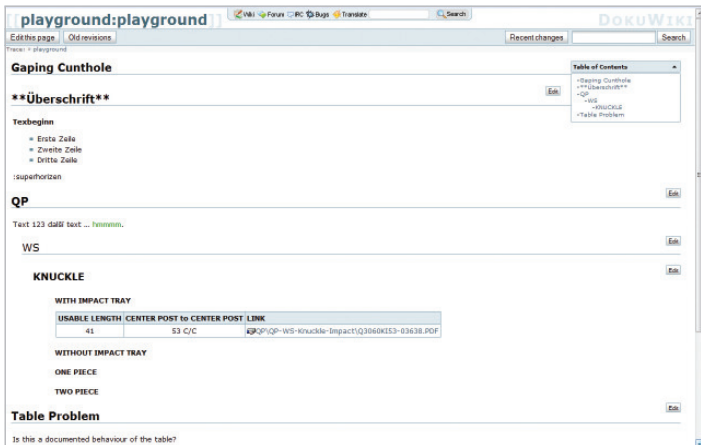 [[playground:playground]]
Wiki Forum IRC Bugs Translate Search
DOKUWIKI
Edit this page Old revisions Recent changes Search
Trace: › playground
Gaping Cunthole
Table of Contents
Gaping Cunthole
**Überschrift**
QP
WS
KNUCKLE
Table Problem
Edit
**Überschrift**
Texbeginn
Erste Zeile
Zweite Zeile
Dritte Zeile
:superhorizen
Edit
QP
Text 123 další text ... hmmmm.
Edit
WS
Edit
KNUCKLE
WITH IMPACT TRAY
USABLE LENGTH CENTER POST to CENTER POST LINK
41 53 C/C QP\QP-WS-Knuckle-Impact\Q3060KI53-03638.PDF
WITHOUT IMPACT TRAY
ONE PIECE
TWO PIECE
Edit
Table Problem
Is this a documented behaviour of the table?